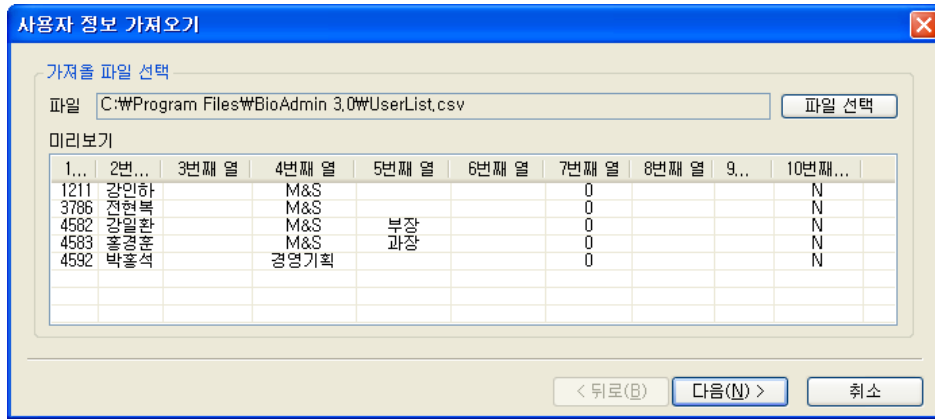 사용자 정보 가져오기
가져올 파일 선택
파일 C:₩Program Files₩BioAdmin 3.0₩UserList.csv 파일 선택
미리보기
1... 2번... 3번째 열 4번째 열 5번째 열 6번째 열 7번째 열 8번째 열 9... 10번째...
1211 강인하 M&S 0 N
3786 전현복 M&S 0 N
4582 강일환 M&S 부장 0 N
4583 홍경훈 M&S 과장 0 N
4592 박홍석 경영기획 0 N
< 뒤로(B) 다음(N) > 취소